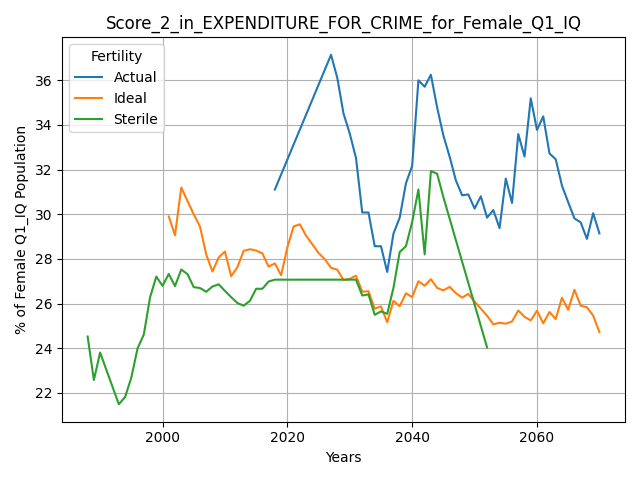 Score_2_in_EXPENDITURE_FOR_CRIME_for_Female_Q1_IQ
Fertility
Actual
Ideal
Sterile
% of Female Q1_IQ Population
36
34
32
30
28
26
24
22
2000
2020
2040
2060
Years